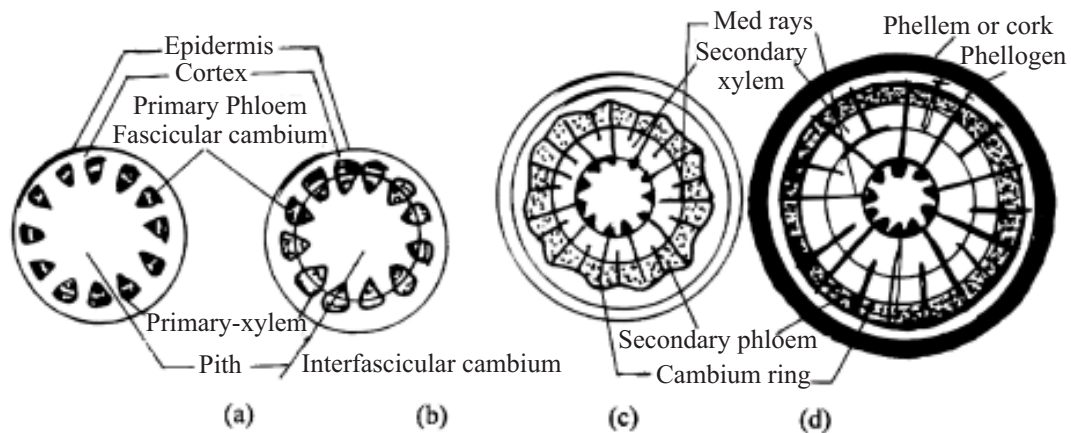 Epidermis
Cortex
Primary Phloem
Fascicular cambium
Primary-xylem
Pith
Interfascicular cambium
(a)
(b)
Med rays
Secondary
xylem
Phellem or cork
Phellogen
Secondary phloem
Cambium ring
(c)
(d)